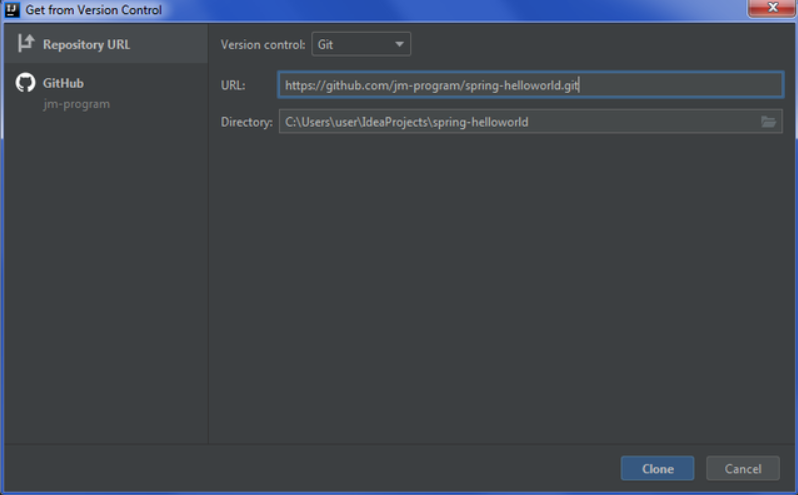 Get from Version Control
Repository URL
GitHub
jm-program
Version control: Git
URL: https://github.com/jm-program/spring-helloworld.git
Directory: C:\Users\user\IdeaProjects\spring-helloworld
Clone Cancel